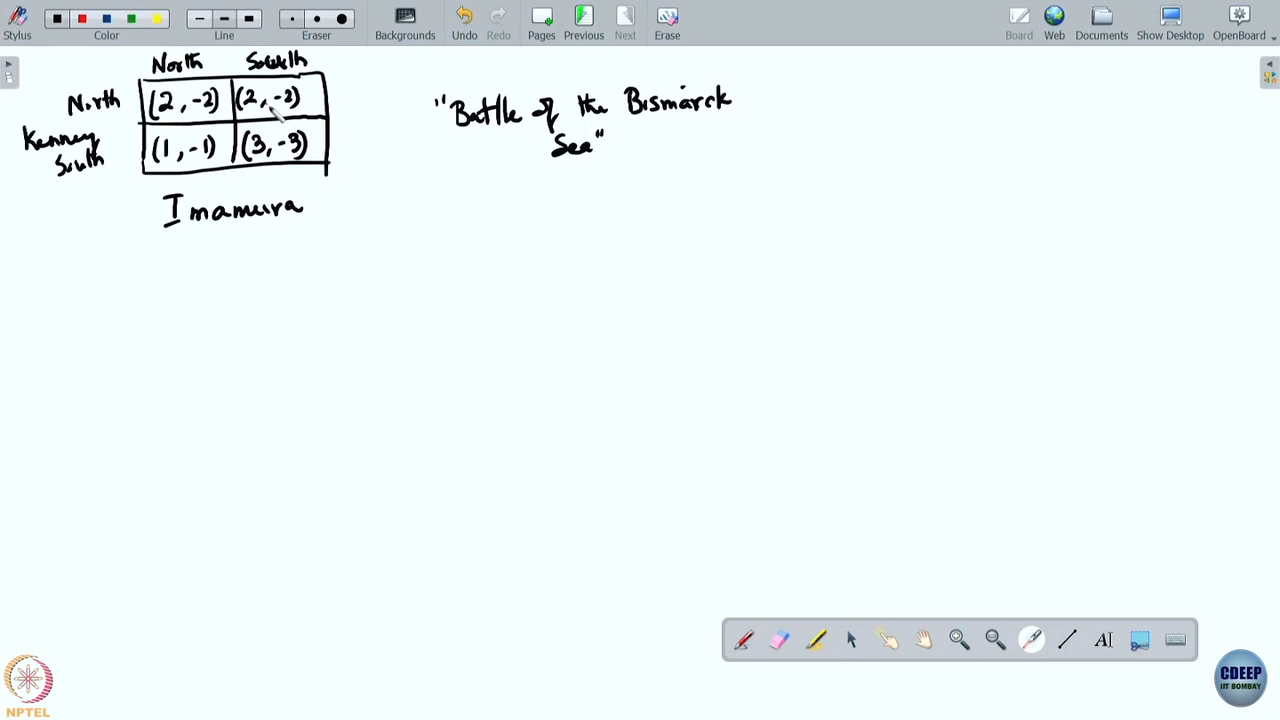 Stylus
Color
Line
Eraser
Backgrounds
Undo
Redo
Pages
Previous
Next
Erase
Board
Web
Documents
Show Desktop
OpenBoard
North South
North (2, -2) (2, -2)
Kenney
South (1, -1) (3, -3)
Imamura
"Battle of the Bismarck
Sea"
AI
NPTEL
CDEEP
IIT BOMBAY